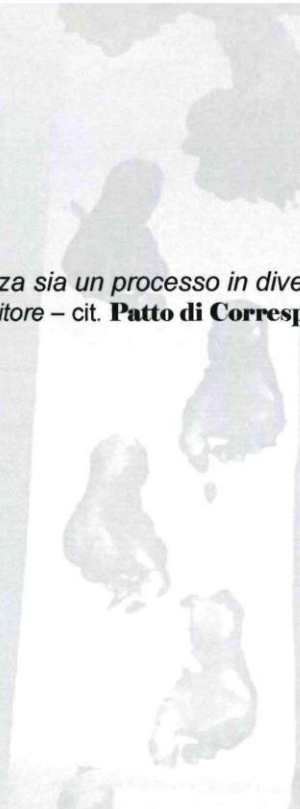 za sia un processo in dive
itore – cit. Patto di Corresp